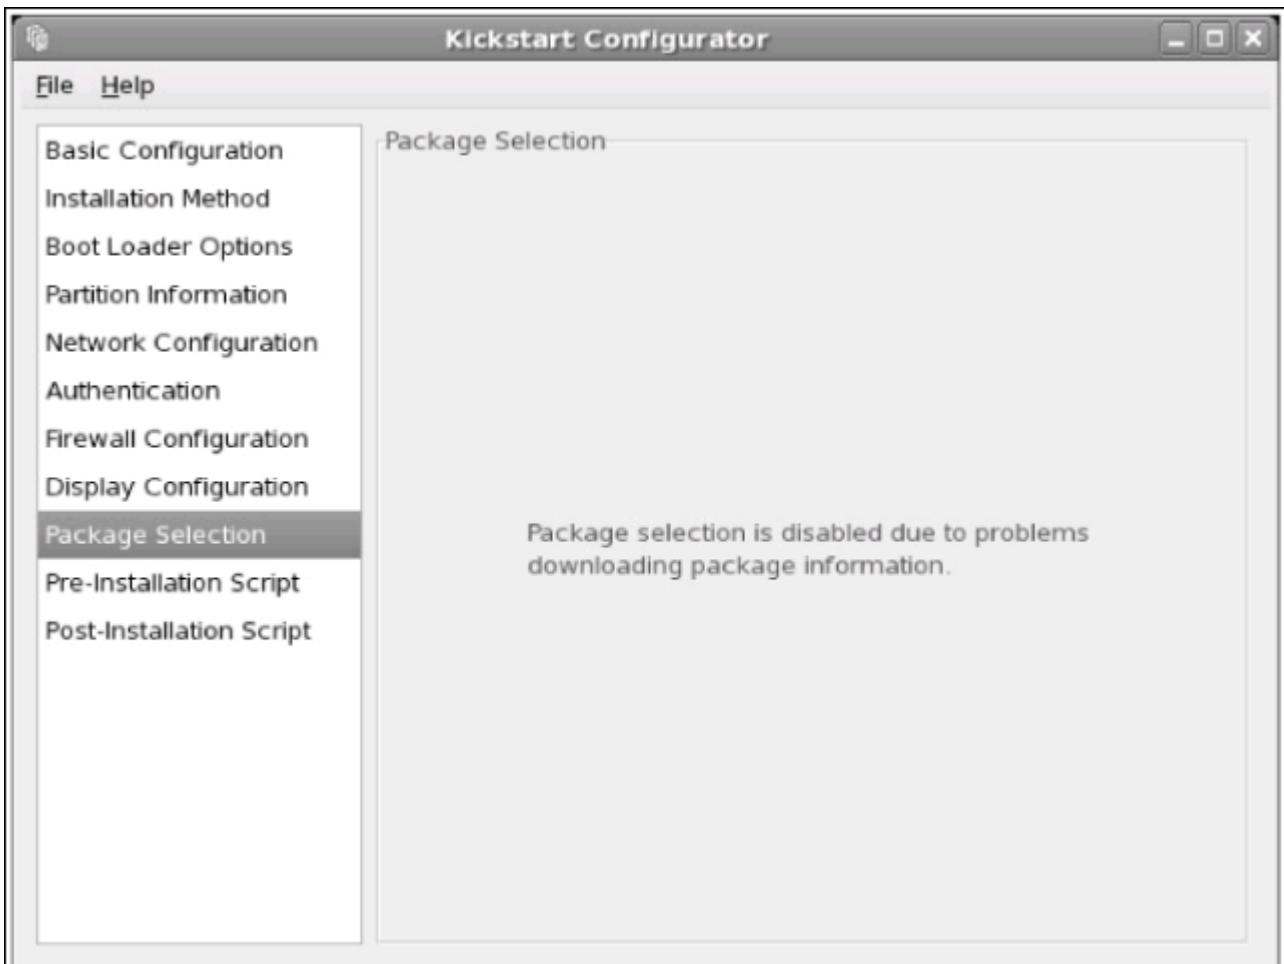 Kickstart Configurator
File Help
Basic Configuration
Installation Method
Boot Loader Options
Partition Information
Network Configuration
Authentication
Firewall Configuration
Display Configuration
Package Selection
Pre-Installation Script
Post-Installation Script
Package Selection
Package selection is disabled due to problems
downloading package information.